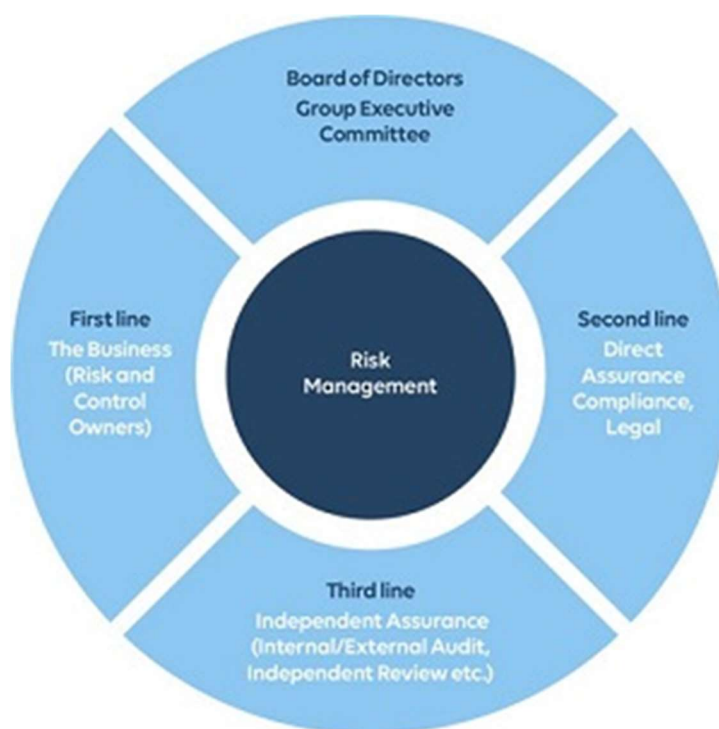 Board of Directors
Group Executive
Committee
First line
The Business
(Risk and
Control
Owners)
Risk
Management
Second line
Direct
Assurance
Compliance,
Legal
Third line
Independent Assurance
(Internal/External Audit,
Independent Review etc.)